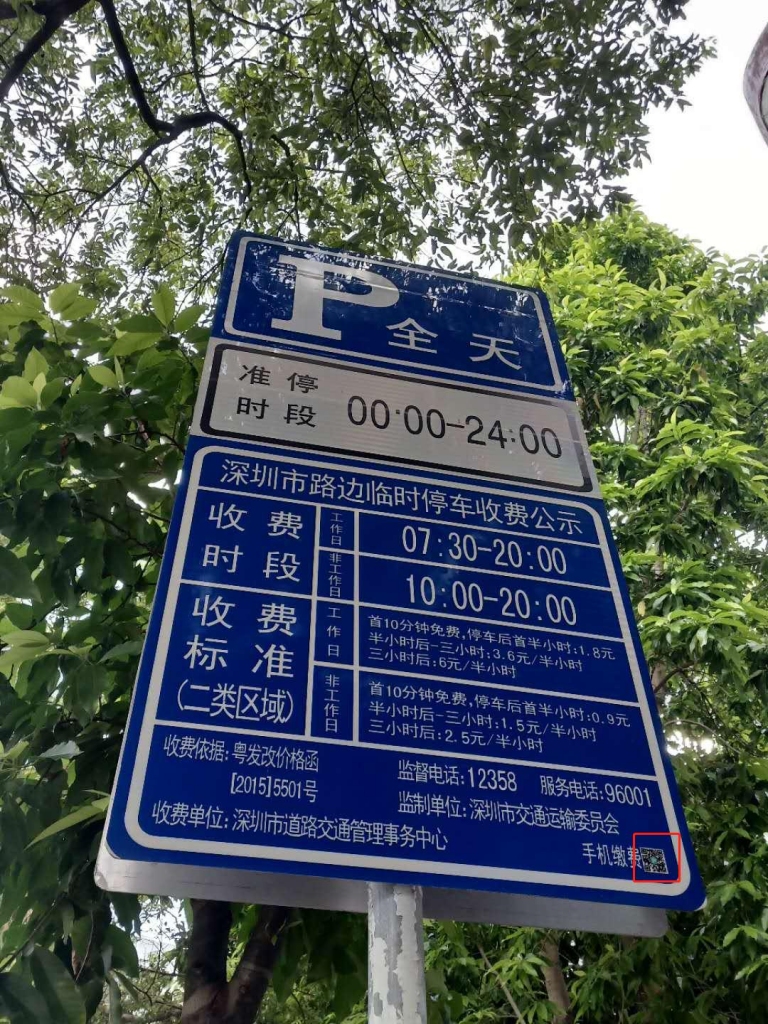 P 全天
准停
时段 00:00-24:00
深圳市路边临时停车收费公示
收费
时段
工作日 07:30-20:00
非工作日 10:00-20:00
收费
标准
(二类区域)
工作日
首10分钟免费,停车后首半小时:1.8元
半小时后-三小时:3.6元/半小时
三小时后:6元/半小时
非工作日
首10分钟免费,停车后首半小时:0.9元
半小时后-三小时:1.5元/半小时
三小时后:2.5元/半小时
收费依据:粤发改价格函
[2015]5501号
监督电话:12358 服务电话:96001
收费单位:深圳市道路交通管理事务中心
监制单位:深圳市交通运输委员会
手机缴费